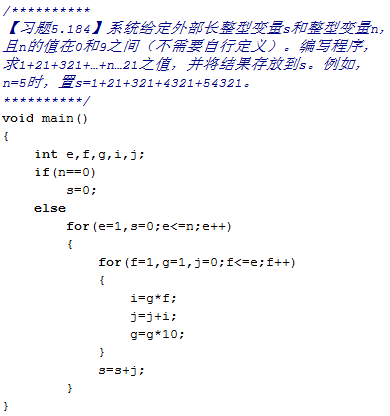 /**********
【习题5.184】系统给定外部长整型变量s和整型变量n，
且n的值在0和9之间（不需要自行定义）。编写程序，
求1+21+321+…+n…21之值，并将结果存放到s。例如，
n=5时，置s=1+21+321+4321+54321。
**********/
void main()
{
    int e,f,g,i,j;
    if(n==0)
        s=0;
    else
        for(e=1,s=0;e<=n;e++)
        {
            for(f=1,g=1,j=0;f<=e;f++)
            {
                i=g*f;
                j=j+i;
                g=g*10;
            }
            s=s+j;
        }
}